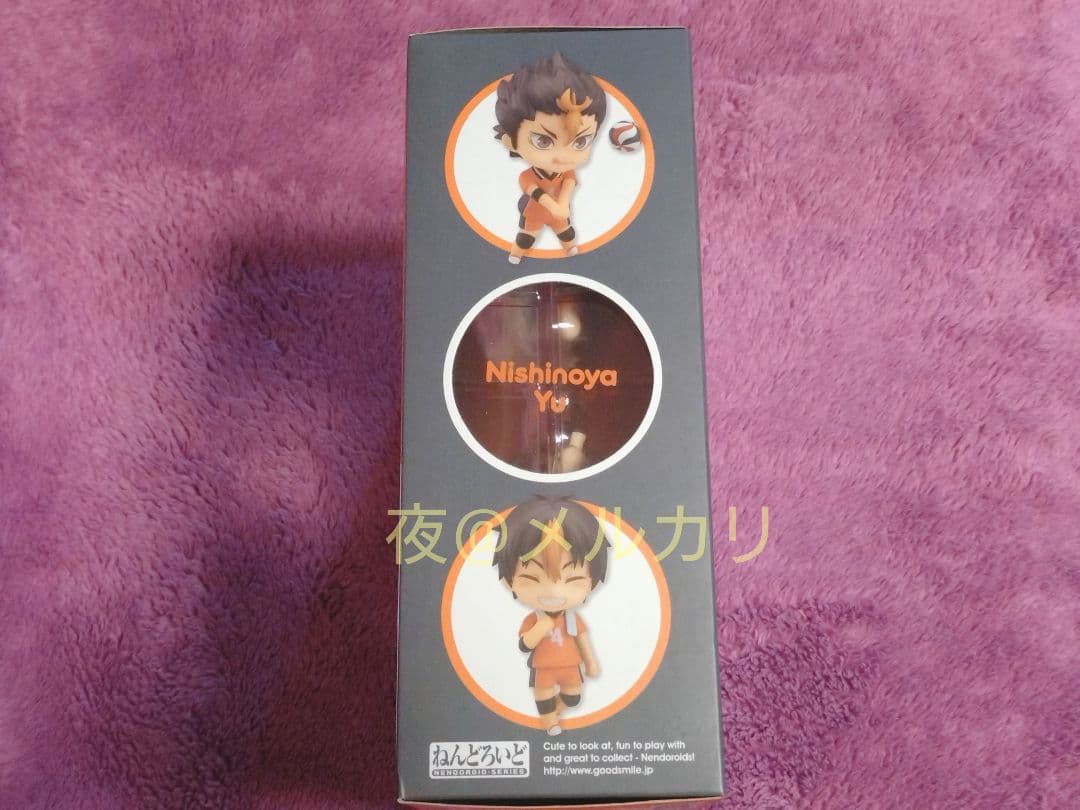 Nishinoya
Yu
夜@メルカリ
4
ねんどろいど
NENDOROID-SERIES
Cute to look at, fun to play with
and great to collect - Nendoroids!
http://www.goodsmile.jp